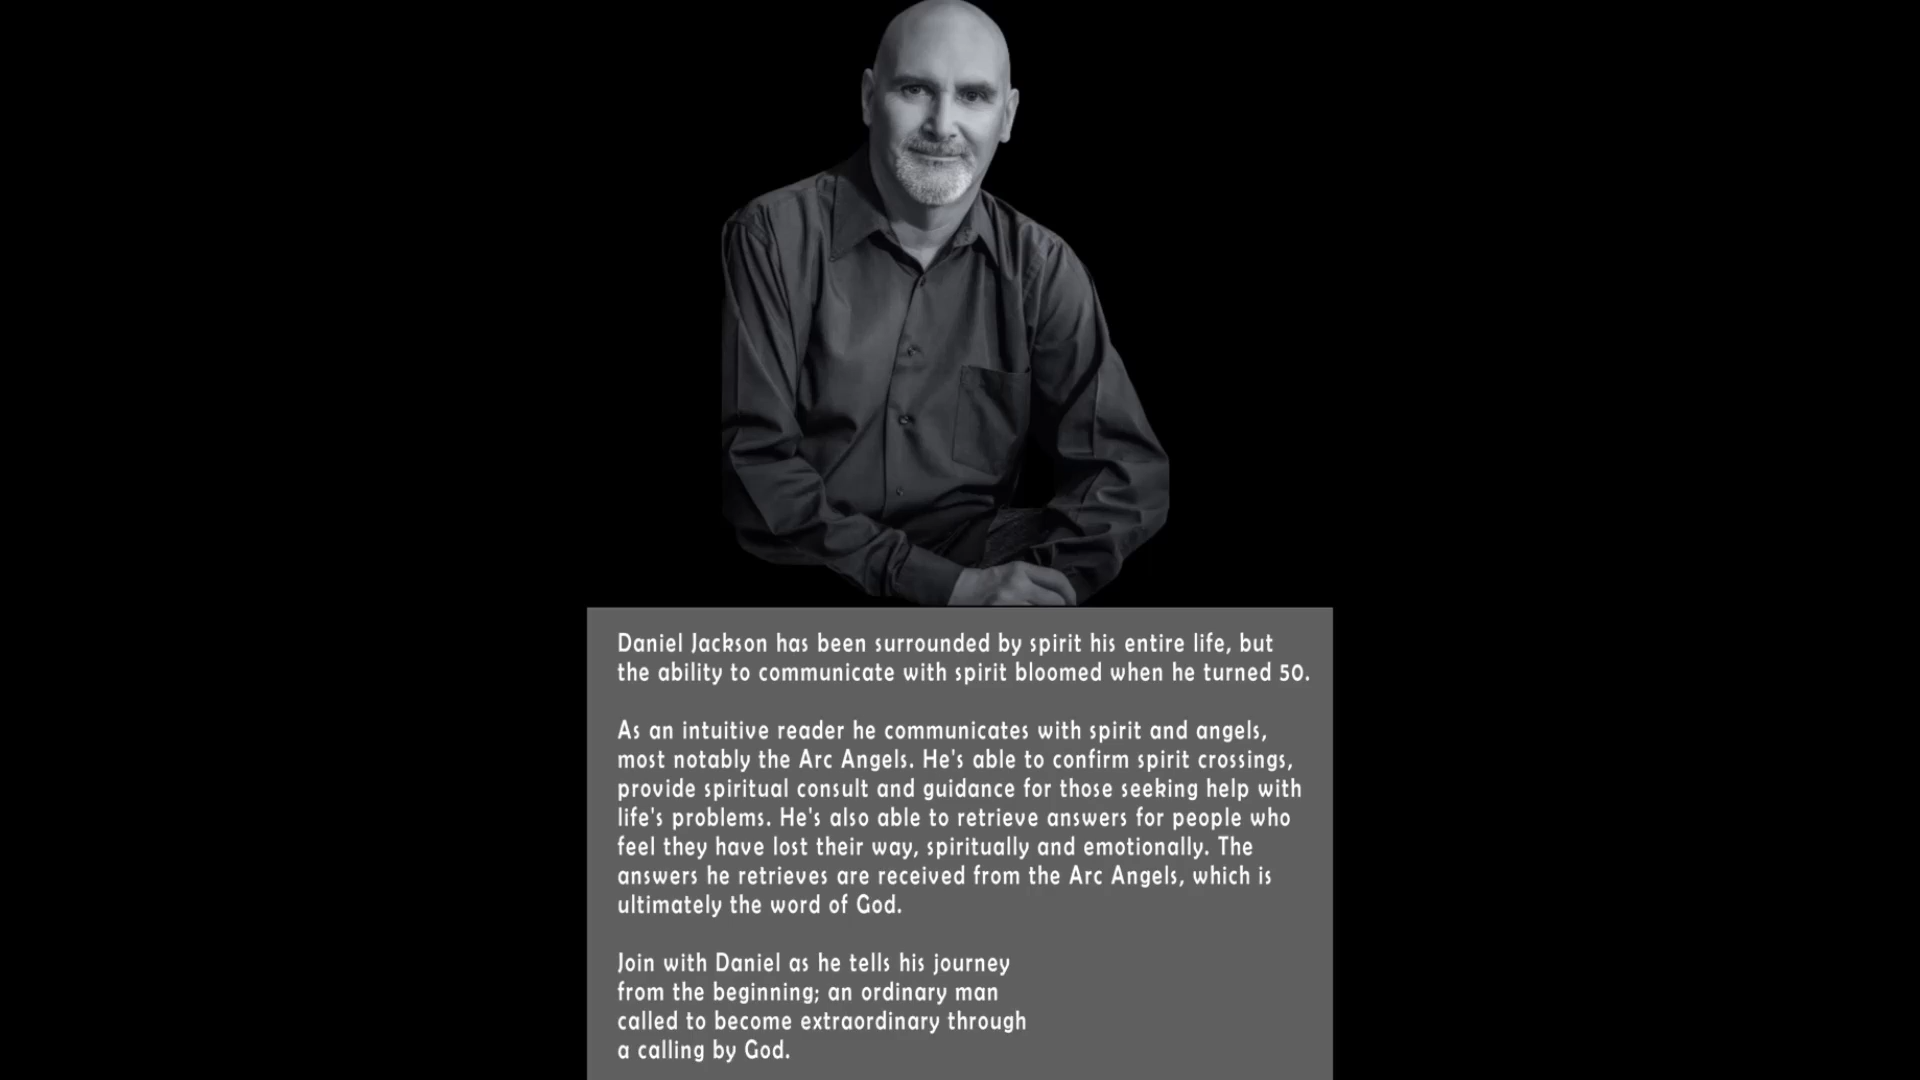 Daniel Jackson has been surrounded by spirit his entire life, but
the ability to communicate with spirit bloomed when he turned 50.
As an intuitive reader he communicates with spirit and angels,
most notably the Arc Angels. He's able to confirm spirit crossings,
provide spiritual consult and guidance for those seeking help with
life's problems. He's also able to retrieve answers for people who
feel they have lost their way, spiritually and emotionally. The
answers he retrieves are received from the Arc Angels, which is
ultimately the word of God.
Join with Daniel as he tells his journey
from the beginning; an ordinary man
called to become extraordinary through
a calling by God.